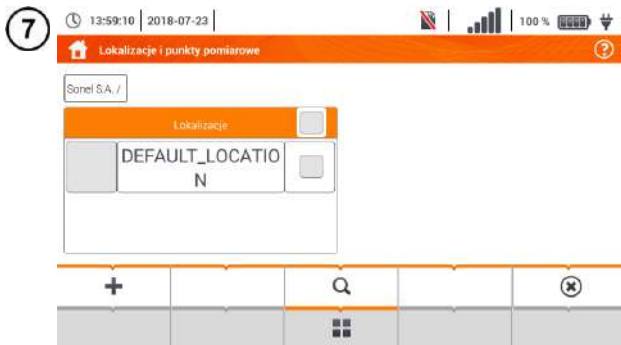 7
13:59:10 2018-07-23 100 %
Lokalizacje i punkty pomiarowe
Sonel S.A. /
Lokalizacje
DEFAULT_LOCATIO
N